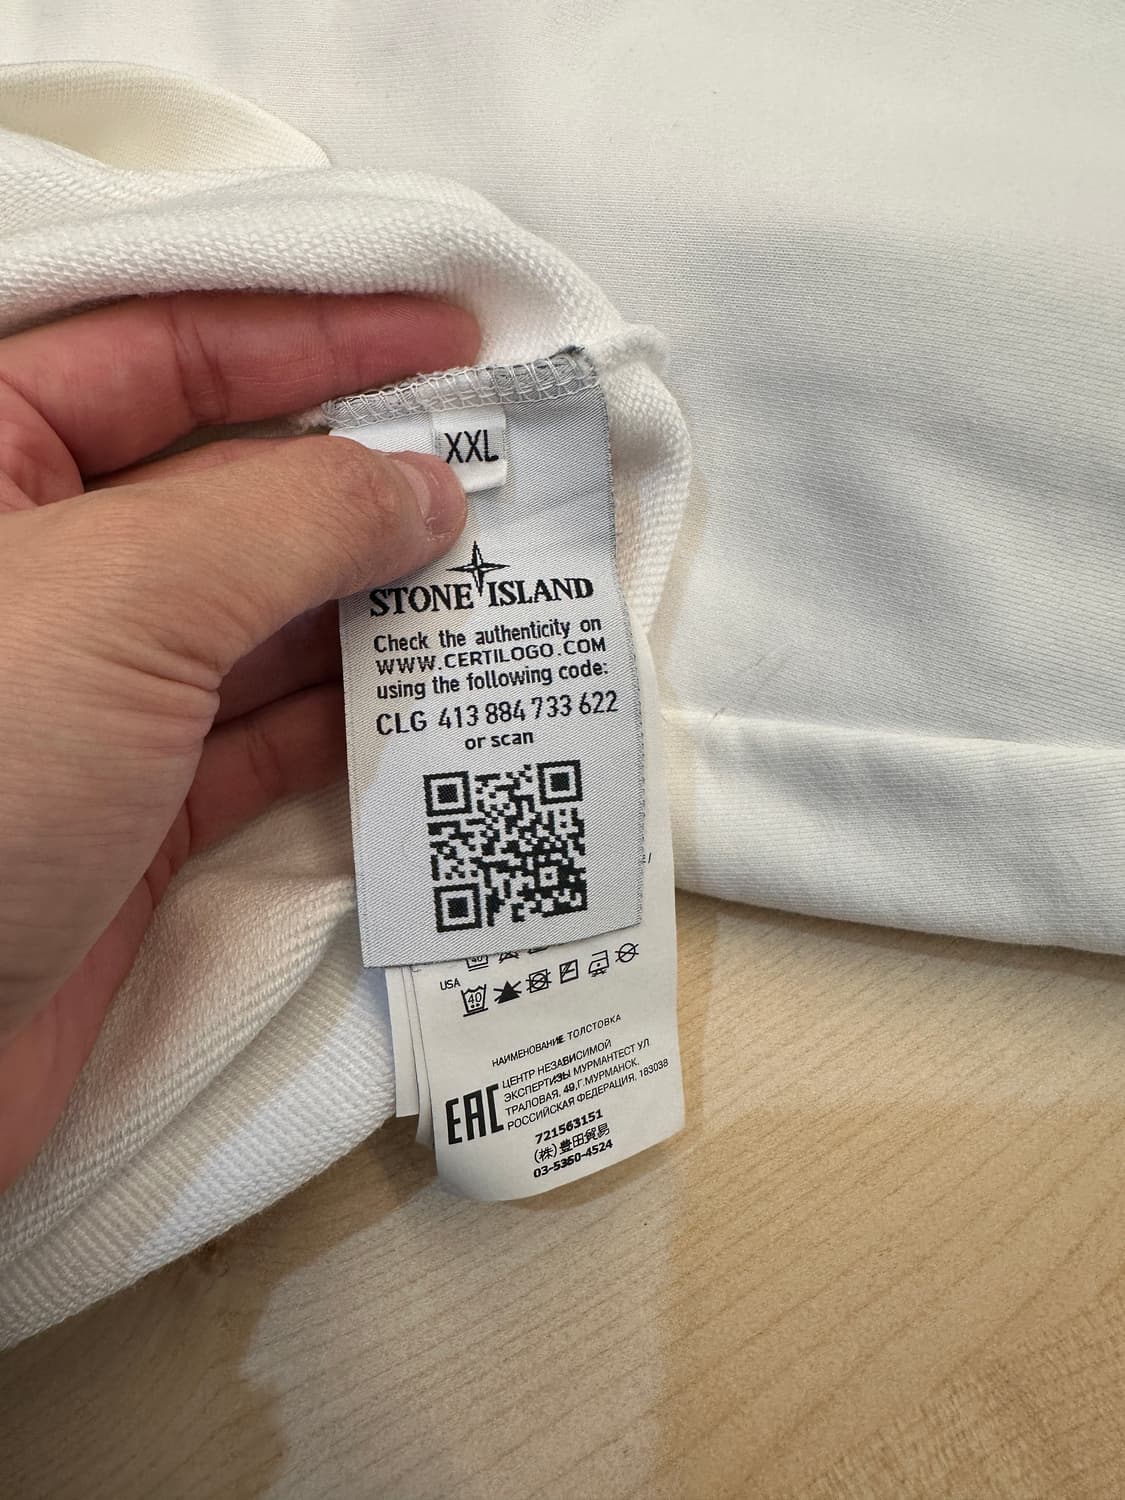 XXL
STONE ISLAND
Check the authenticity on
WWW.CERTILOGO.COM
using the following code:
CLG 413 884 733 622
or scan
40
USA
40
НАИМЕНОВАНИЕ ТОЛСТОВКА
ЦЕНТР НЕЗАВИСИМОЙ
ЭКСПЕРТИЗЫ МУРМАНТЕСТ УЛ
ТРАЛОВАЯ, 49,Г.МУРМАНСК,
РОССИЙСКАЯ ФЕДЕРАЦИЯ, 183038
EAC
721563151
(株)豊田貿易
03-5360-4524